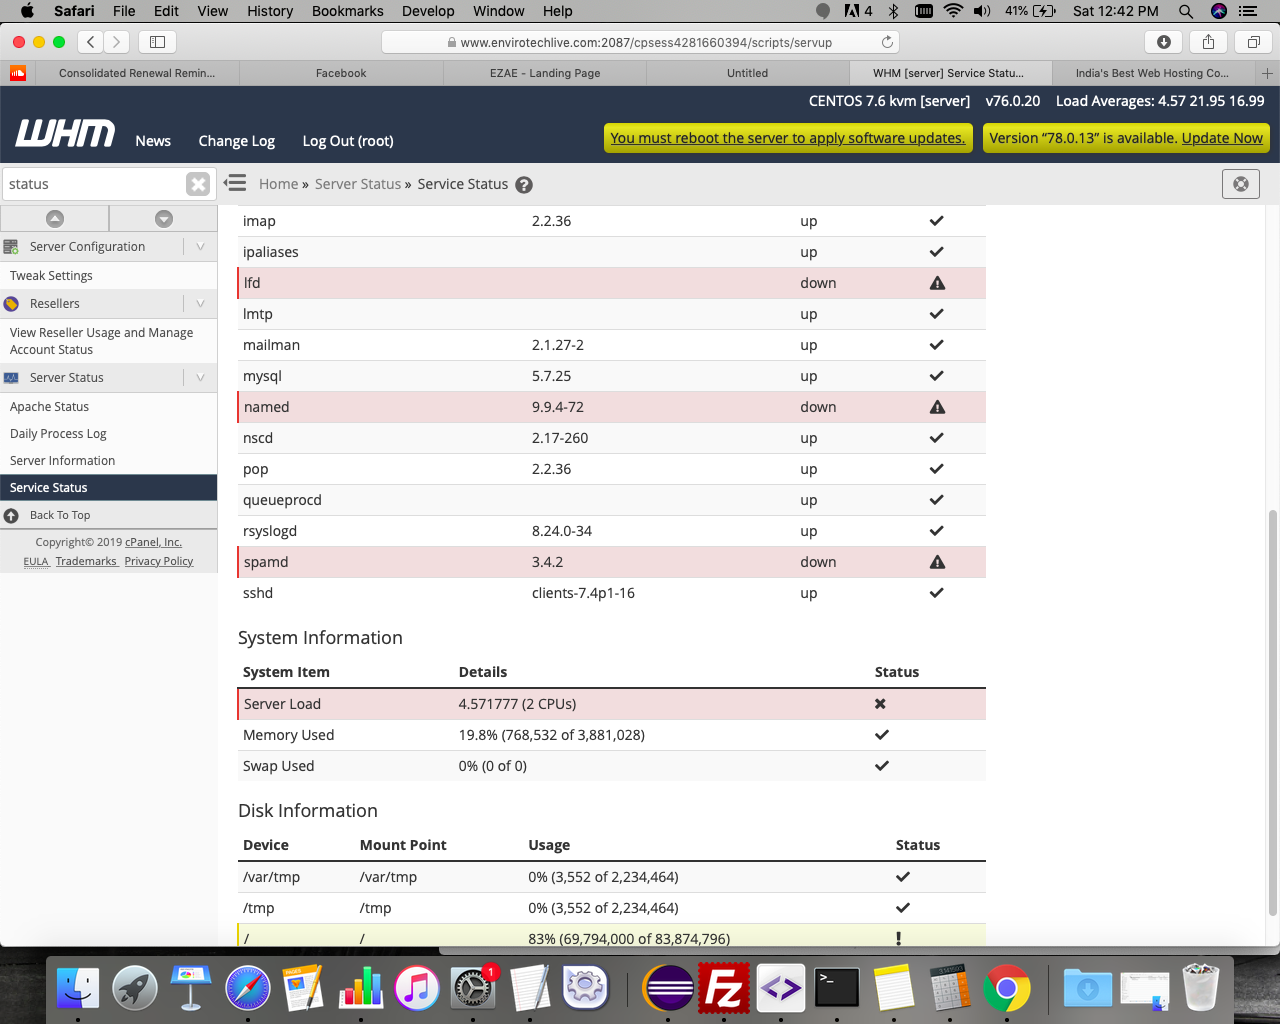 Safari File Edit View History Bookmarks Develop Window Help 4 41% Sat 12:42 PM
www.envirotechlive.com:2087/cpsess4281660394/scripts/servup
Consolidated Renewal Remin... Facebook EZAE - Landing Page Untitled WHM [server] Service Statu... India's Best Web Hosting Co...
CENTOS 7.6 kvm [server] v76.0.20 Load Averages: 4.57 21.95 16.99
WHM News Change Log Log Out (root) You must reboot the server to apply software updates. Version “78.0.13” is available. Update Now
status Home » Server Status » Service Status
Server Configuration
Tweak Settings
Resellers
View Reseller Usage and Manage
Account Status
Server Status
Apache Status
Daily Process Log
Server Information
Service Status
Back To Top
Copyright© 2019 cPanel, Inc.
EULA Trademarks Privacy Policy
imap 2.2.36 up
ipaliases up
lfd down
lmtp up
mailman 2.1.27-2 up
mysql 5.7.25 up
named 9.9.4-72 down
nscd 2.17-260 up
pop 2.2.36 up
queueprocd up
rsyslogd 8.24.0-34 up
spamd 3.4.2 down
sshd clients-7.4p1-16 up
System Information
System Item Details Status
Server Load 4.571777 (2 CPUs)
Memory Used 19.8% (768,532 of 3,881,028)
Swap Used 0% (0 of 0)
Disk Information
Device Mount Point Usage Status
/var/tmp /var/tmp 0% (3,552 of 2,234,464)
/tmp /tmp 0% (3,552 of 2,234,464)
/ / 83% (69,794,000 of 83,874,796)
PAGES 1 Fz >_